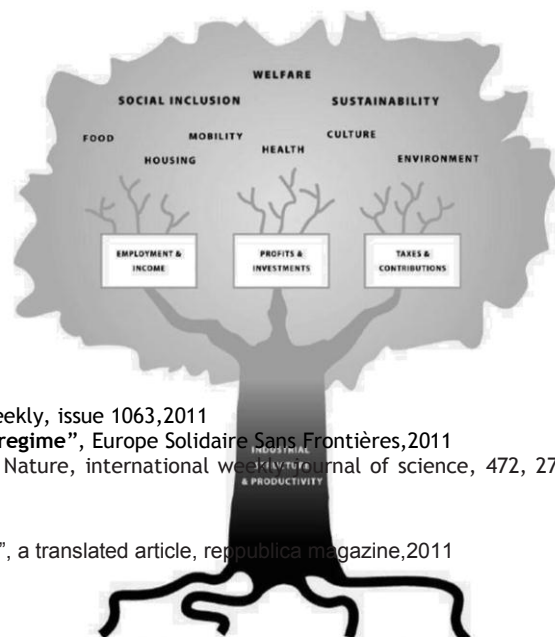 WELFARE
SOCIAL INCLUSION SUSTAINABILITY
FOOD MOBILITY CULTURE
HOUSING HEALTH ENVIRONMENT
EMPLOYMENT & INCOME
PROFITS & INVESTMENTS
TAXES & CONTRIBUTIONS
eekly, issue 1063,2011
regime”, Europe Solidaire Sans Frontières,2011
INDUSTRIAL
Nature, international weekly journal of science, 472, 27
& PRODUCTIVITY
”, a translated article, reppublica magazine,2011